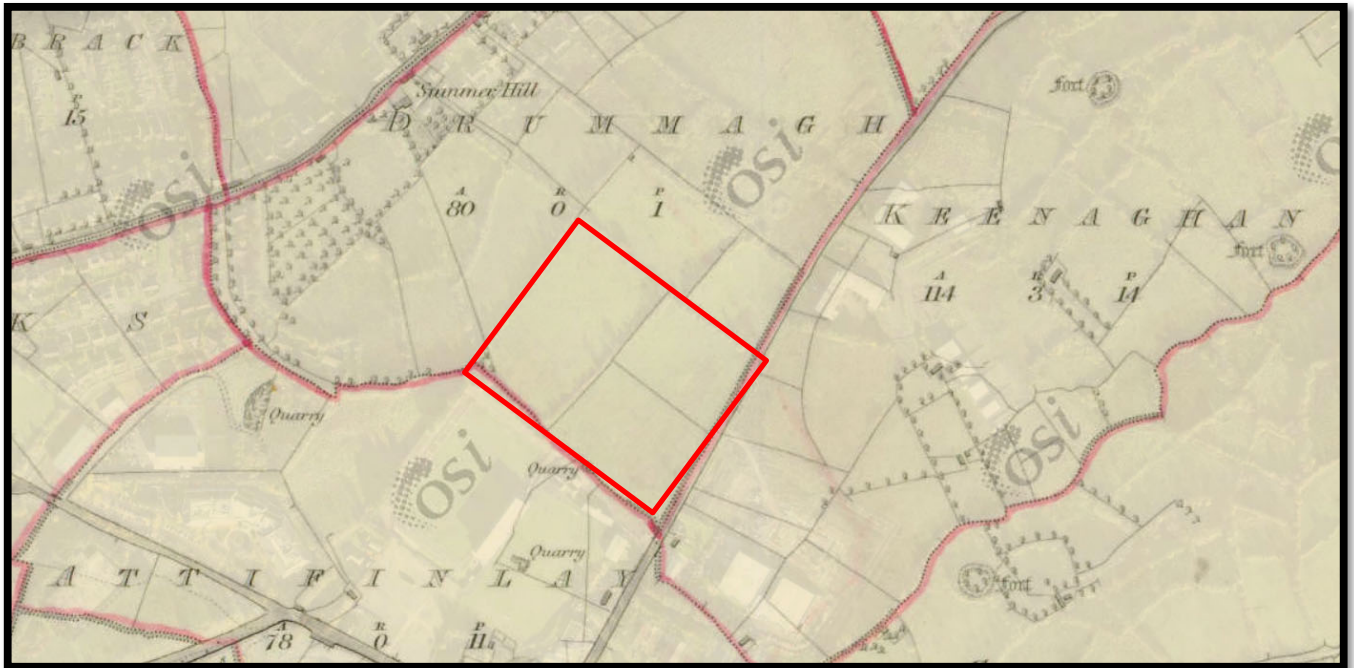 BRACK
A R P
15
Summer Hill
DRUMMAGH
OSi
OSi
A R P
80 0 1
Fort
KEENAGHAN
Fort
A R P
114 3 14
KS
Quarry
OSi
Quarry
OSi
Quarry
ATTIFINLAY
Fort
A R P
78 0 11